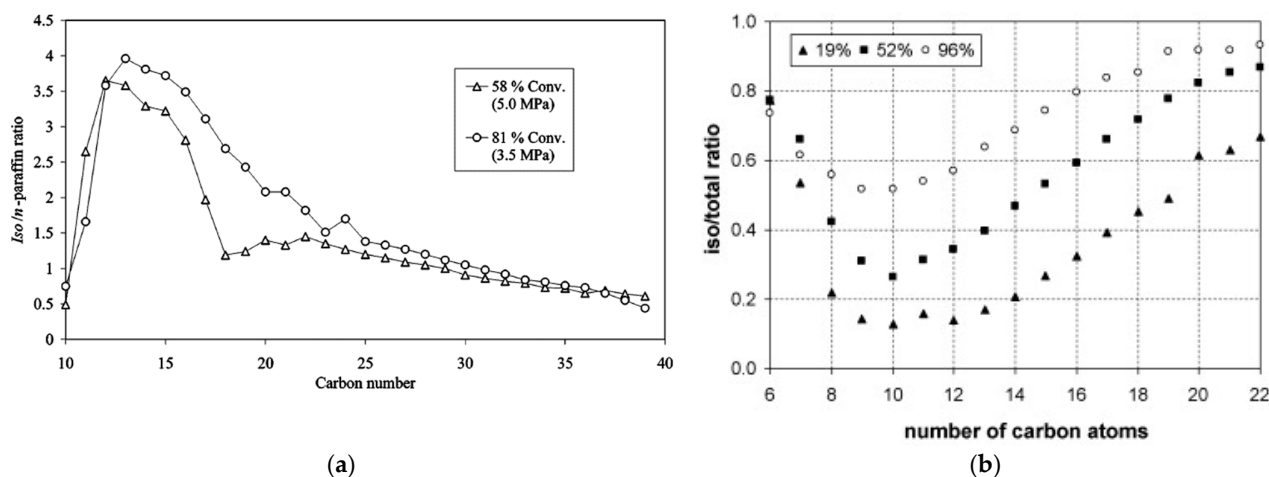 4.5
4
3.5
3
2.5
2
1.5
1
0.5
0
10 15 20 25 30 35 40
Iso/n-paraffin ratio
Carbon number
58 % Conv.
(5.0 MPa)
81 % Conv.
(3.5 MPa)
(a)
1.0
0.8
0.6
0.4
0.2
0.0
6 8 10 12 14 16 18 20 22
iso/total ratio
number of carbon atoms
19% 52% 96%
(b)